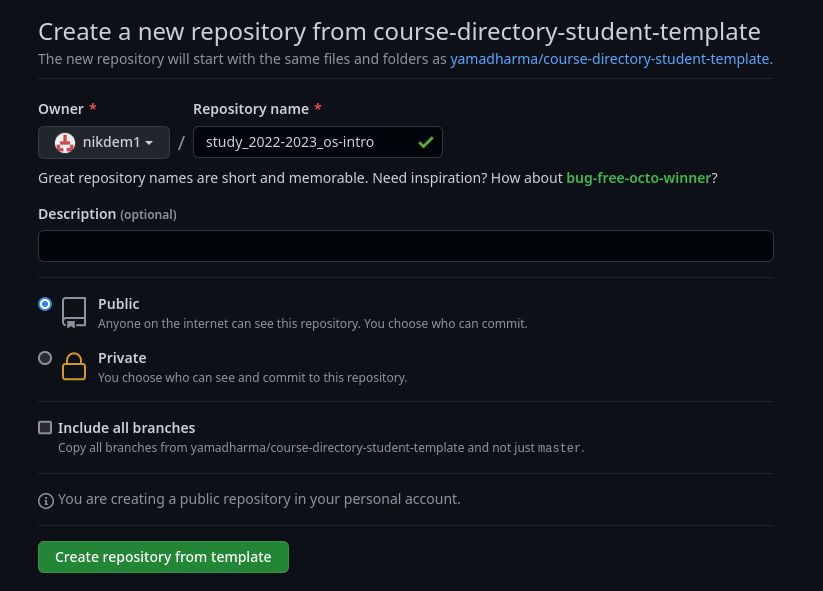 Create a new repository from course-directory-student-template
The new repository will start with the same files and folders as yamadharma/course-directory-student-template.
Owner * Repository name *
nikdem1 / study_2022-2023_os-intro
Great repository names are short and memorable. Need inspiration? How about bug-free-octo-winner?
Description (optional)
Public
Anyone on the internet can see this repository. You choose who can commit.
Private
You choose who can see and commit to this repository.
Include all branches
Copy all branches from yamadharma/course-directory-student-template and not just master.
You are creating a public repository in your personal account.
Create repository from template